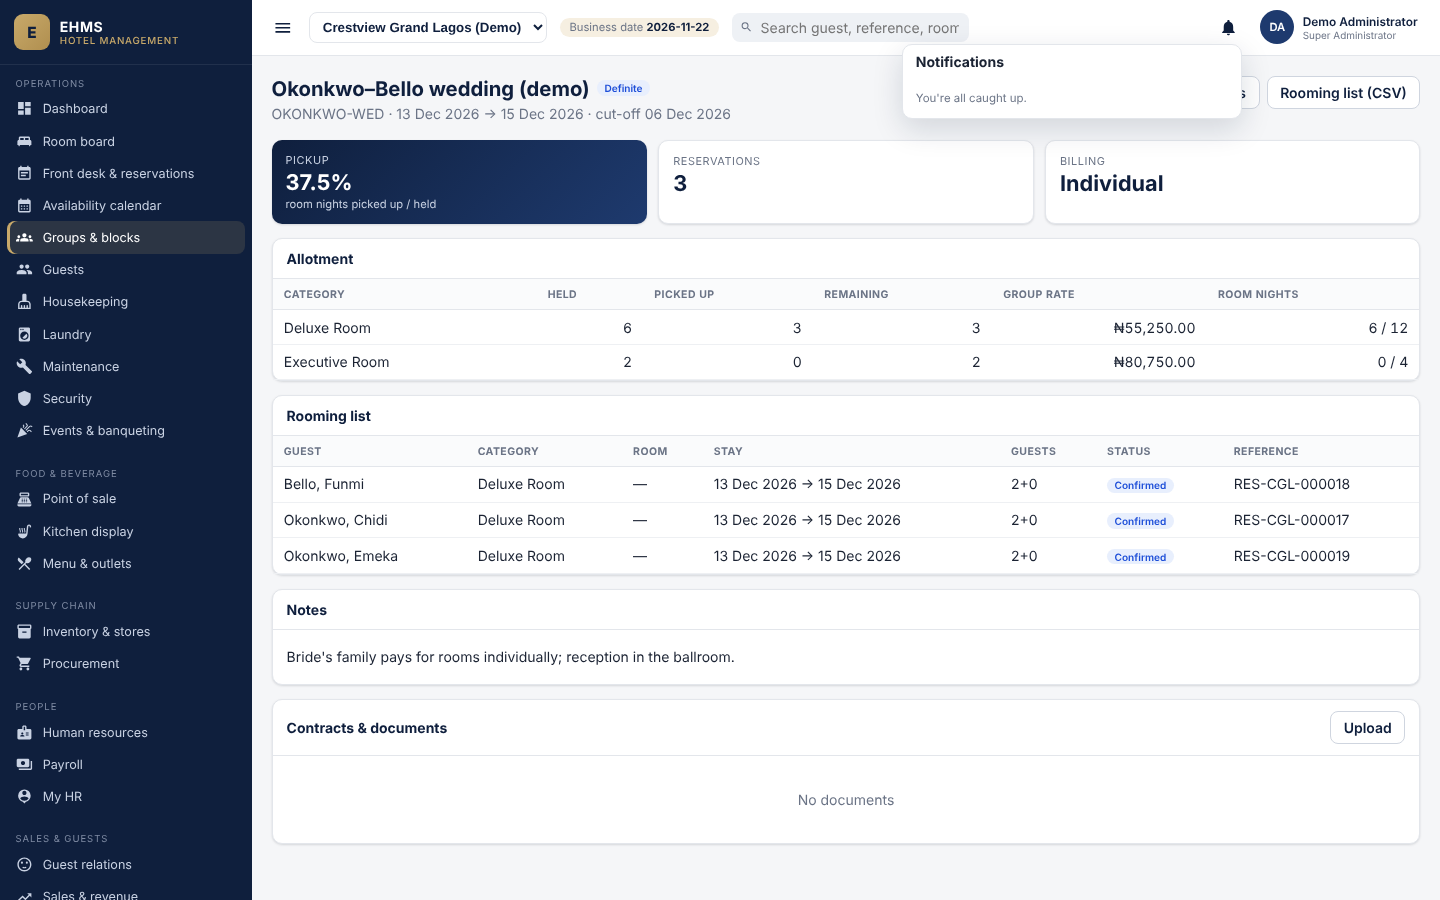 E
EHMS
HOTEL MANAGEMENT
OPERATIONS
Dashboard
Room board
Front desk & reservations
Availability calendar
Groups & blocks
Guests
Housekeeping
Laundry
Maintenance
Security
Events & banqueting
FOOD & BEVERAGE
Point of sale
Kitchen display
Menu & outlets
SUPPLY CHAIN
Inventory & stores
Procurement
PEOPLE
Human resources
Payroll
My HR
SALES & GUESTS
Guest relations
Sales & revenue
Crestview Grand Lagos (Demo)
Business date 2026-11-22
Search guest, reference, room
DA
Demo Administrator
Super Administrator
Notifications
You're all caught up.
Okonkwo–Bello wedding (demo) Definite
OKONKWO-WED · 13 Dec 2026 → 15 Dec 2026 · cut-off 06 Dec 2026
Rooming list (CSV)
PICKUP
37.5%
room nights picked up / held
RESERVATIONS
3
BILLING
Individual
Allotment
CATEGORY HELD PICKED UP REMAINING GROUP RATE ROOM NIGHTS
Deluxe Room 6 3 3 ₦55,250.00 6 / 12
Executive Room 2 0 2 ₦80,750.00 0 / 4
Rooming list
GUEST CATEGORY ROOM STAY GUESTS STATUS REFERENCE
Bello, Funmi Deluxe Room — 13 Dec 2026 → 15 Dec 2026 2+0 Confirmed RES-CGL-000018
Okonkwo, Chidi Deluxe Room — 13 Dec 2026 → 15 Dec 2026 2+0 Confirmed RES-CGL-000017
Okonkwo, Emeka Deluxe Room — 13 Dec 2026 → 15 Dec 2026 2+0 Confirmed RES-CGL-000019
Notes
Bride's family pays for rooms individually; reception in the ballroom.
Contracts & documents
Upload
No documents